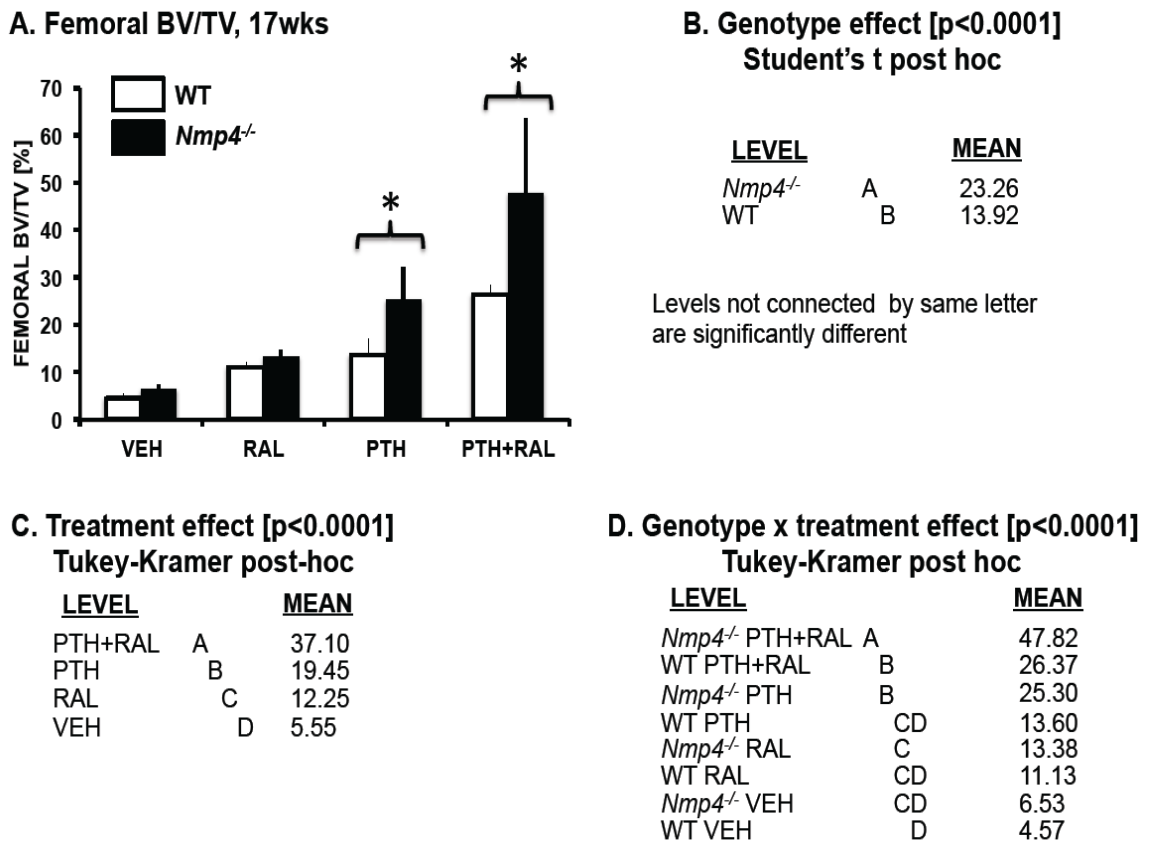 A. Femoral BV/TV, 17wks
70
60
50
40
30
20
10
0
FEMORAL BV/TV [%]
WT
Nmp4-/-
*
*
VEH RAL PTH PTH+RAL
B. Genotype effect [p<0.0001]
Student's t post hoc
LEVEL MEAN
Nmp4-/- A 23.26
WT B 13.92
Levels not connected by same letter
are significantly different
C. Treatment effect [p<0.0001]
Tukey-Kramer post-hoc
LEVEL MEAN
PTH+RAL A 37.10
PTH B 19.45
RAL C 12.25
VEH D 5.55
D. Genotype x treatment effect [p<0.0001]
Tukey-Kramer post hoc
LEVEL MEAN
Nmp4-/- PTH+RAL A 47.82
WT PTH+RAL B 26.37
Nmp4-/- PTH B 25.30
WT PTH CD 13.60
Nmp4-/- RAL C 13.38
WT RAL CD 11.13
Nmp4-/- VEH CD 6.53
WT VEH D 4.57